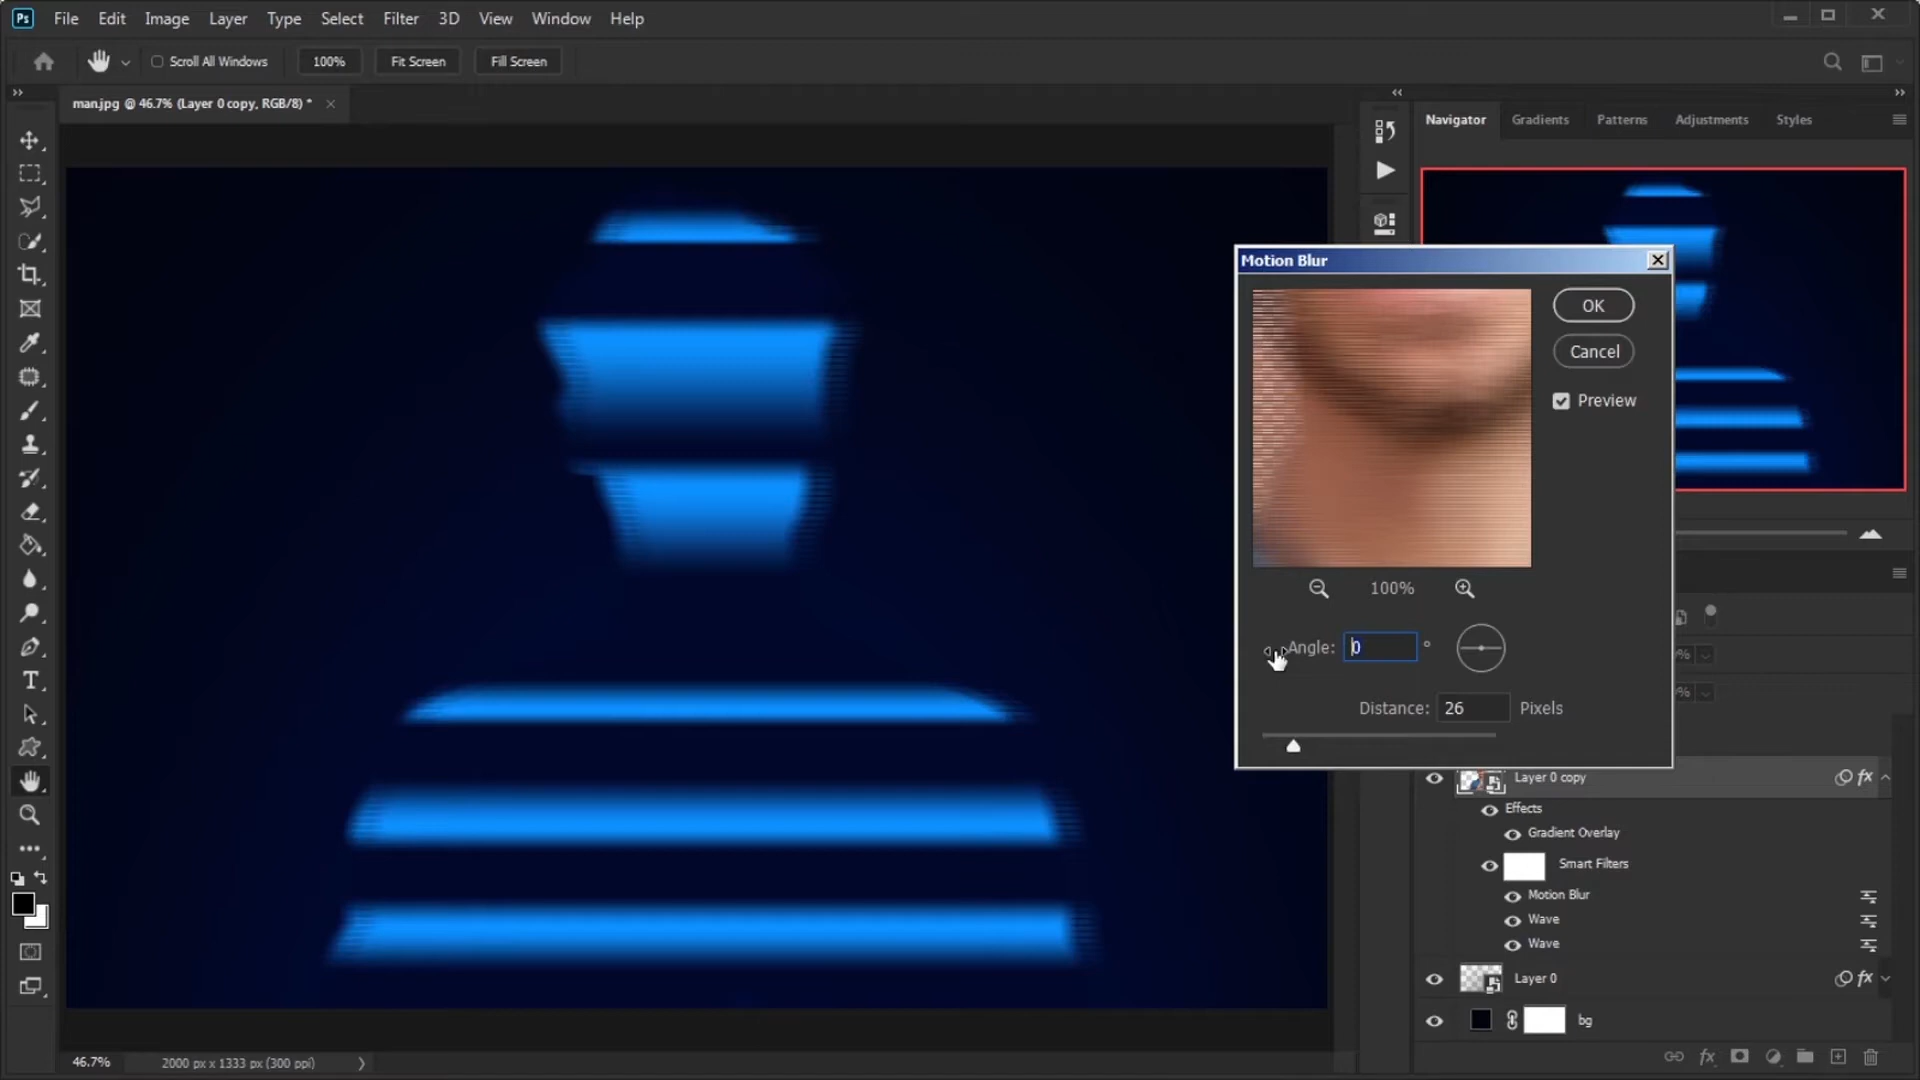 Ps File Edit Image Layer Type Select Filter 3D View Window Help
Scroll All Windows 100% Fit Screen Fill Screen
man.jpg @ 46.7% (Layer 0 copy, RGB/8) *
Navigator Gradients Patterns Adjustments Styles
Motion Blur
OK
Cancel
Preview
100%
Angle: 0 °
Distance: 26 Pixels
Layer 0 copy fx
Effects
Gradient Overlay
Smart Filters
Motion Blur
Wave
Wave
Layer 0 fx
bg
46.7% 2000 px x 1333 px (300 ppi)
fx